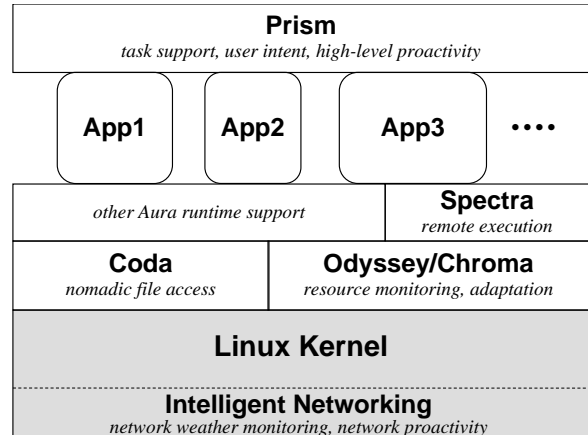 Prism
task support, user intent, high-level proactivity
App1 App2 App3 ••••
other Aura runtime support
Spectra
remote execution
Coda
nomadic file access
Odyssey/Chroma
resource monitoring, adaptation
Linux Kernel
Intelligent Networking
network weather monitoring, network proactivity